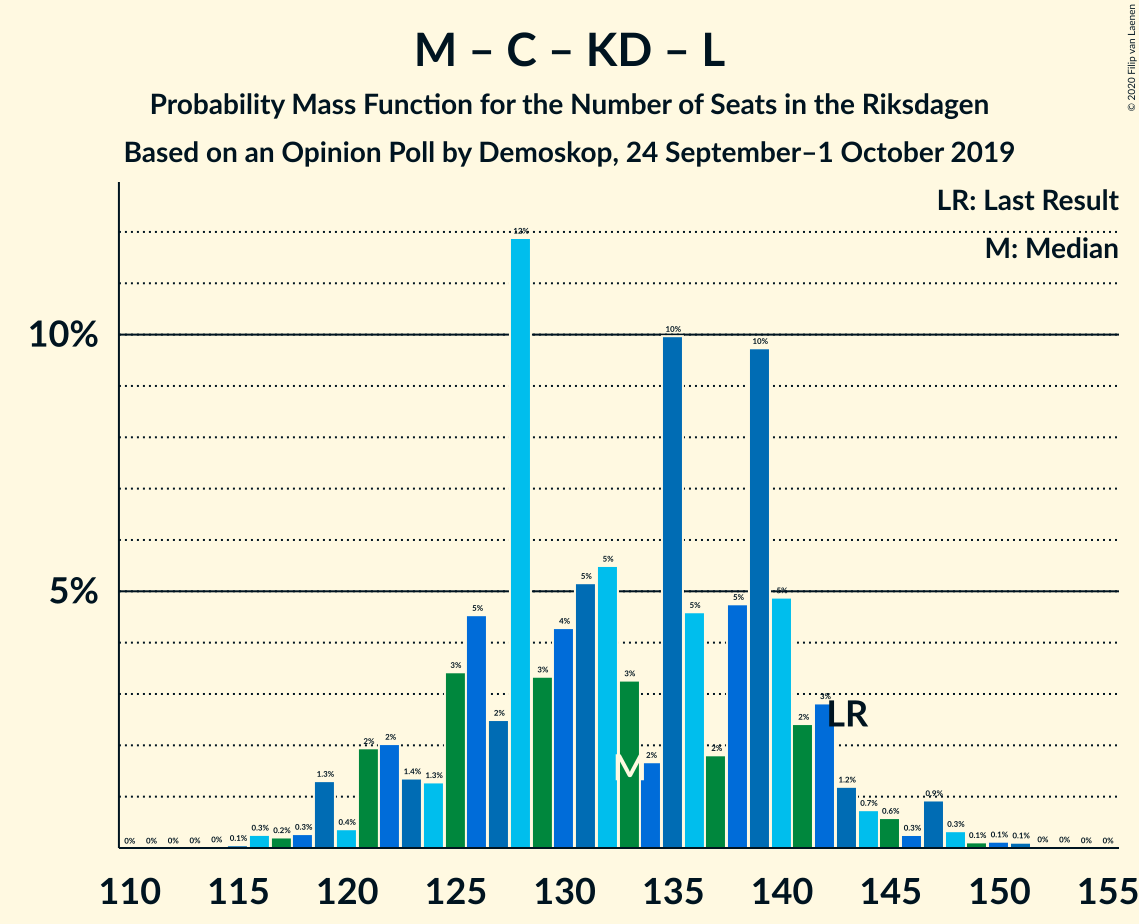 M – C – KD – L
Probability Mass Function for the Number of Seats in the Riksdagen
Based on an Opinion Poll by Demoskop, 24 September–1 October 2019
© 2020 Filip van Laenen
LR: Last Result
M: Median
10%
5%
0% 0% 0% 0% 0% 0.1% 0.3% 0.2% 0.3% 1.3% 0.4% 2% 2% 1.4% 1.3% 3% 5% 2% 12% 3% 4% 5% 5% 3% 2% 10% 5% 2% 5% 10% 5% 2% 3% 1.2% 0.7% 0.6% 0.3% 0.9% 0.3% 0.1% 0.1% 0.1% 0% 0% 0% 0%
M
LR
110 115 120 125 130 135 140 145 150 155